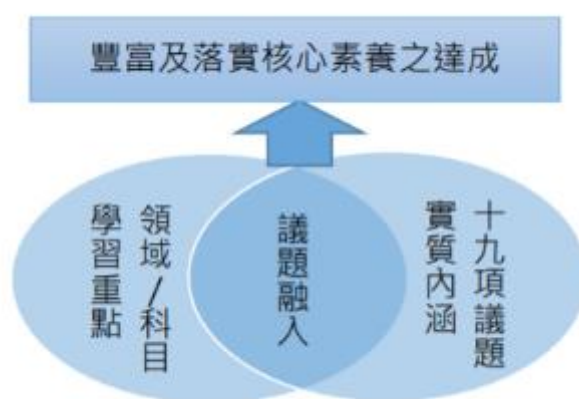 豐富及落實核心素養之達成
領域/科目
學習重點
議題融入
十九項議題
實質內涵